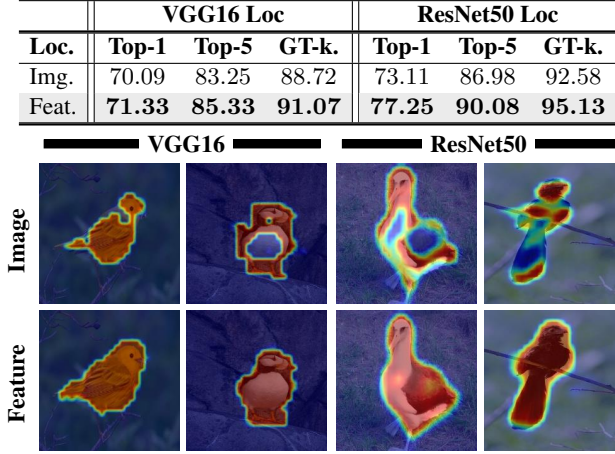 VGG16 Loc ResNet50 Loc
Loc. Top-1 Top-5 GT-k. Top-1 Top-5 GT-k.
Img. 70.09 83.25 88.72 73.11 86.98 92.58
Feat. 71.33 85.33 91.07 77.25 90.08 95.13
VGG16 ResNet50
Image
Feature